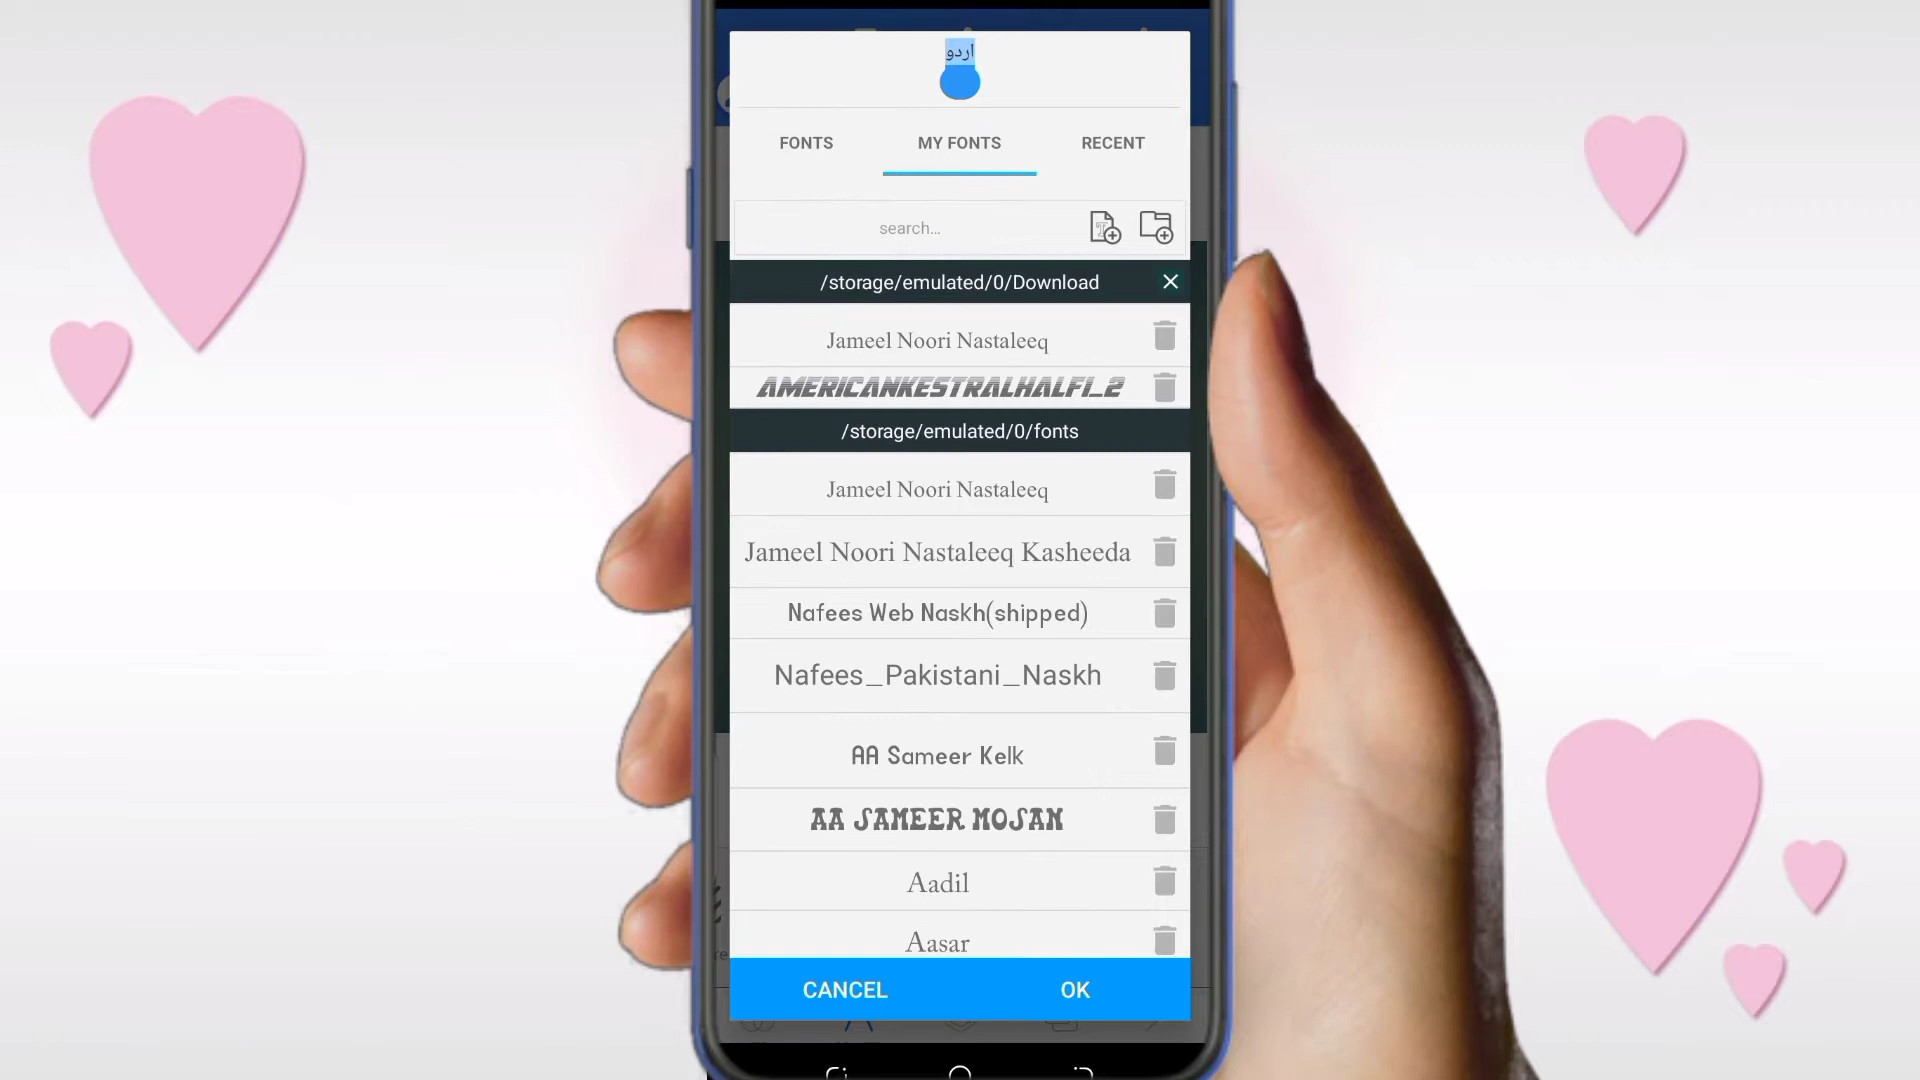 اردو
FONTS MY FONTS RECENT
search...
/storage/emulated/0/Download
Jameel Noori Nastaleeq
AMERICANKESTRALHALFI_2
/storage/emulated/0/fonts
Jameel Noori Nastaleeq
Jameel Noori Nastaleeq Kasheeda
Nafees Web Naskh(shipped)
Nafees_Pakistani_Naskh
AA Sameer Kelk
AA SAMEER MOSAN
Aadil
Aasar
CANCEL OK